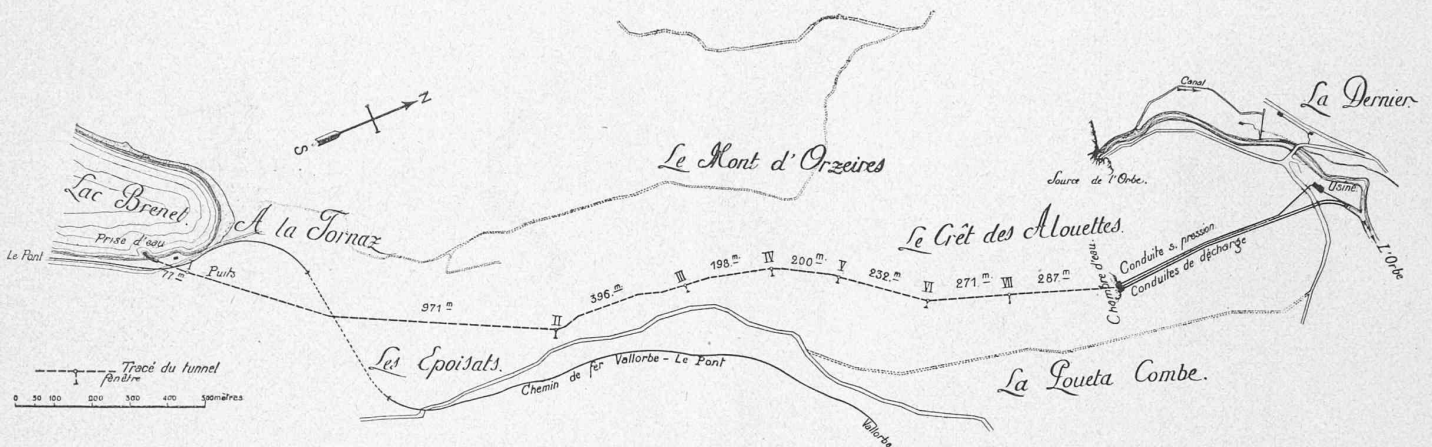 Canal
La Dernier.
N
S.
Le Mont d'Orzeires
Source de l'Orbe.
Usine.
Lac Brenet.
A la Tornaz
Prise d'eau
Le Pont
77 m.
Puits
Le Crêt des Alouettes.
Conduite s. pression
Conduites de décharge
Chambre d'eau.
L'Orbe
971 m
II
396. m
III
198. m
IV
200 m.
V
232. m
VI
271. m
VII
287. m
Les Epoisats.
Chemin de fer Vallorbe - Le Pont
Vallorbe
La Poueta Combe.
Tracé du tunnel
fenêtre
0 50 100 200 300 400 500 mètres